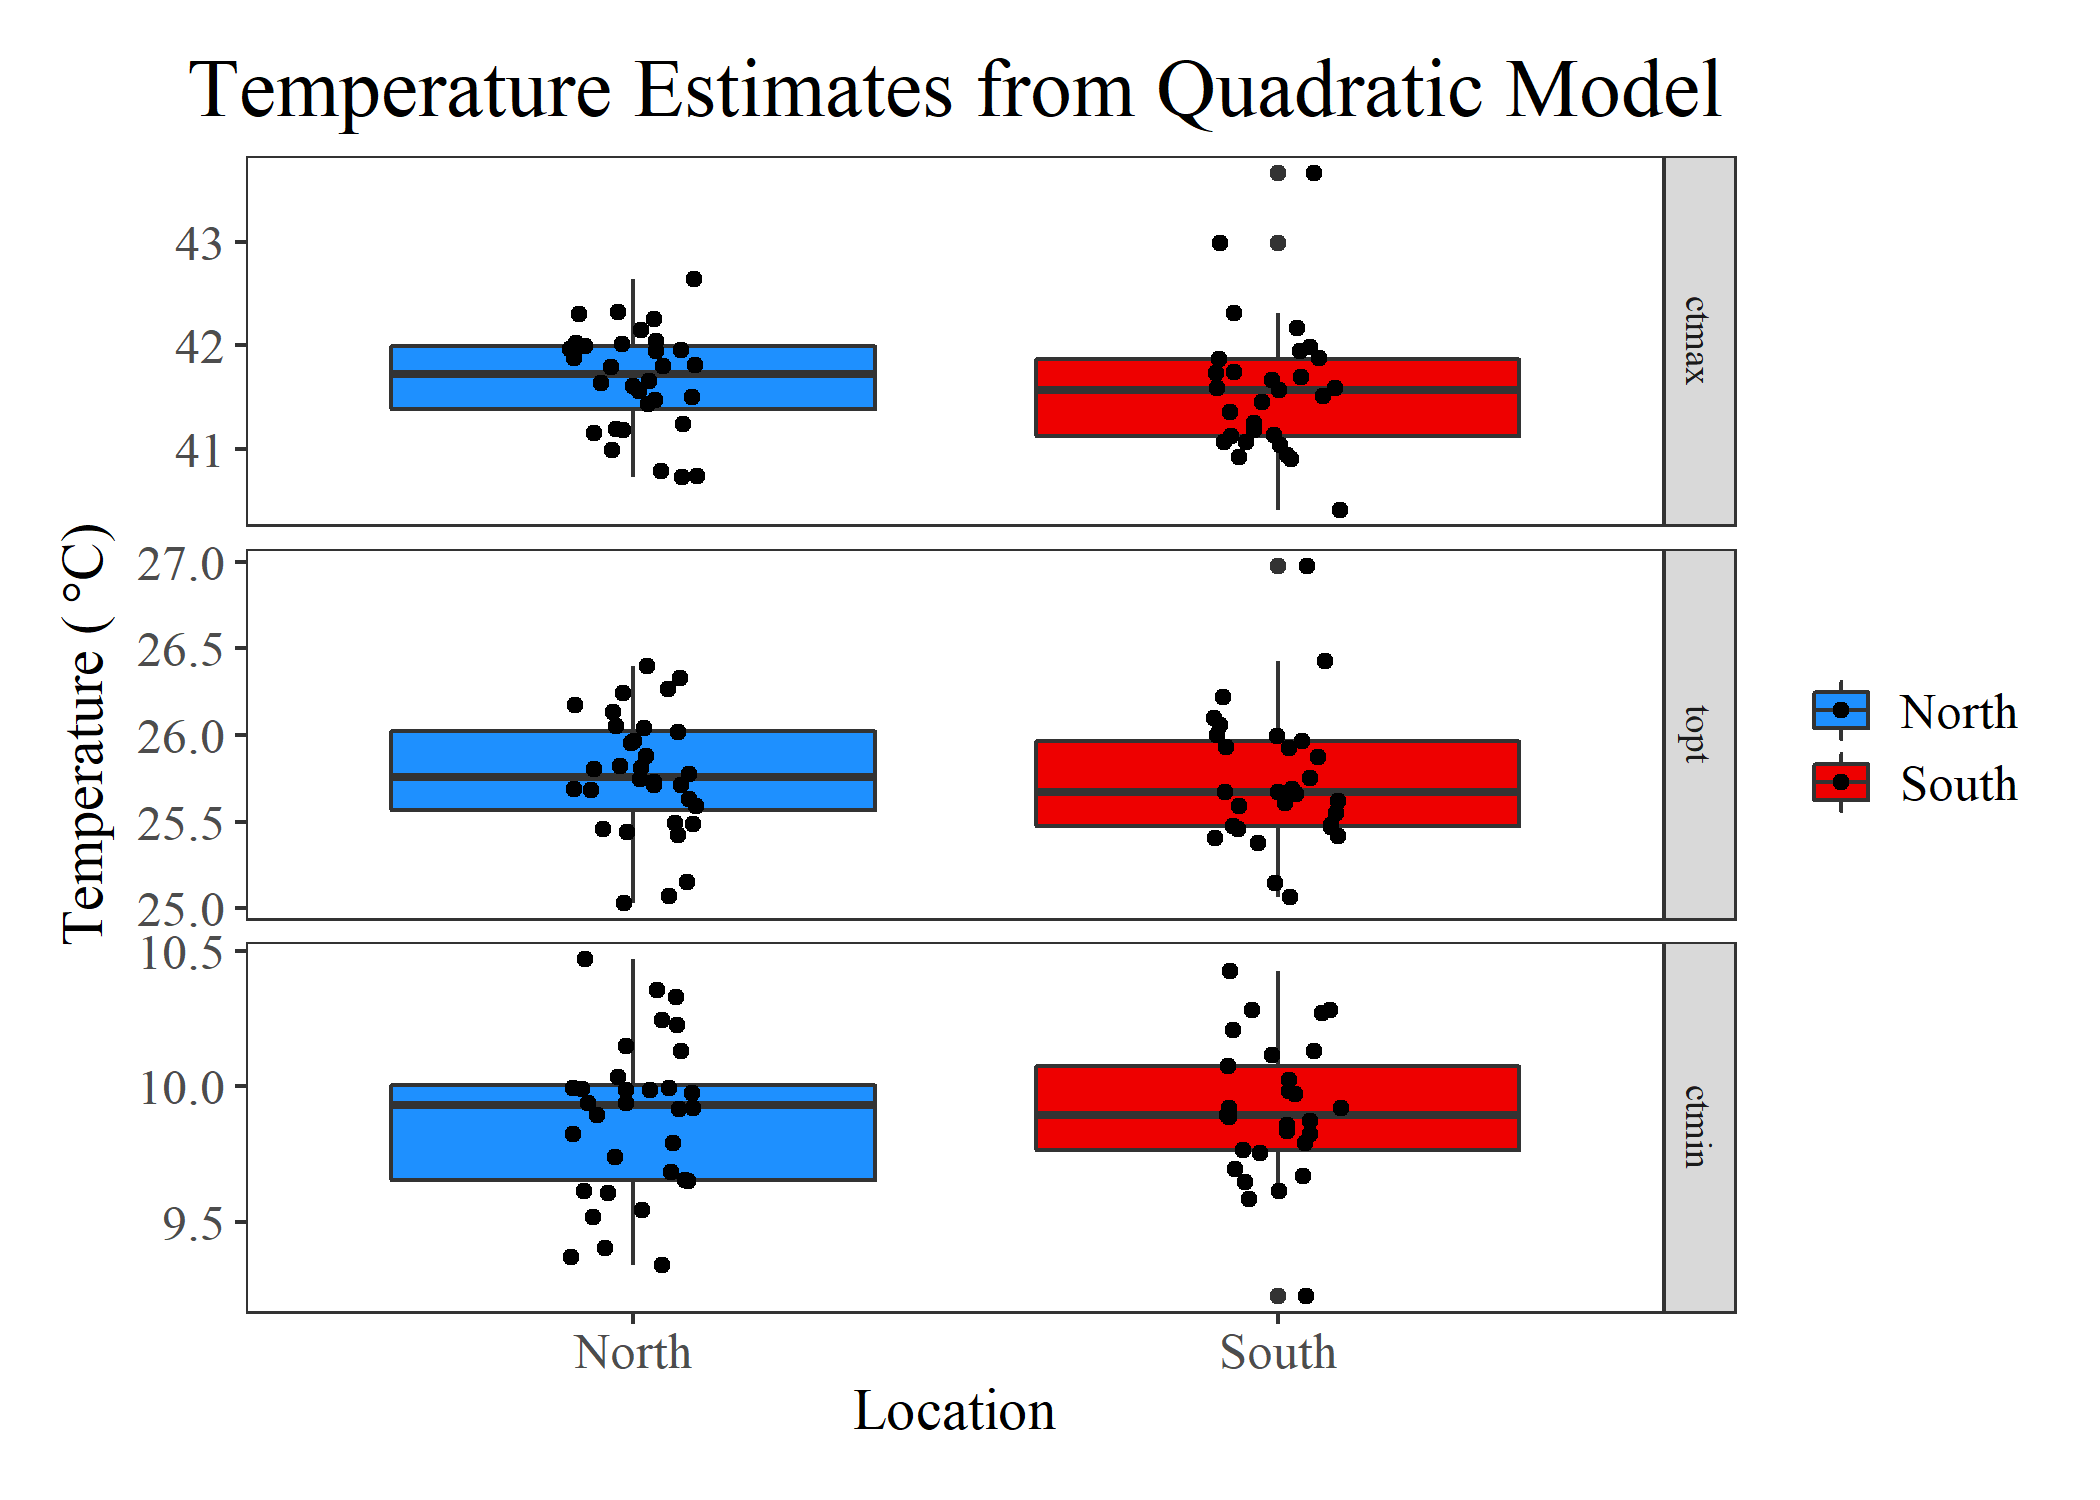 Temperature Estimates from Quadratic Model
43
42
41
ctmax
Temperature ( °C)
27.0
26.5
26.0
25.5
25.0
topt
10.5
10.0
9.5
ctmin
North
South
North South
Location